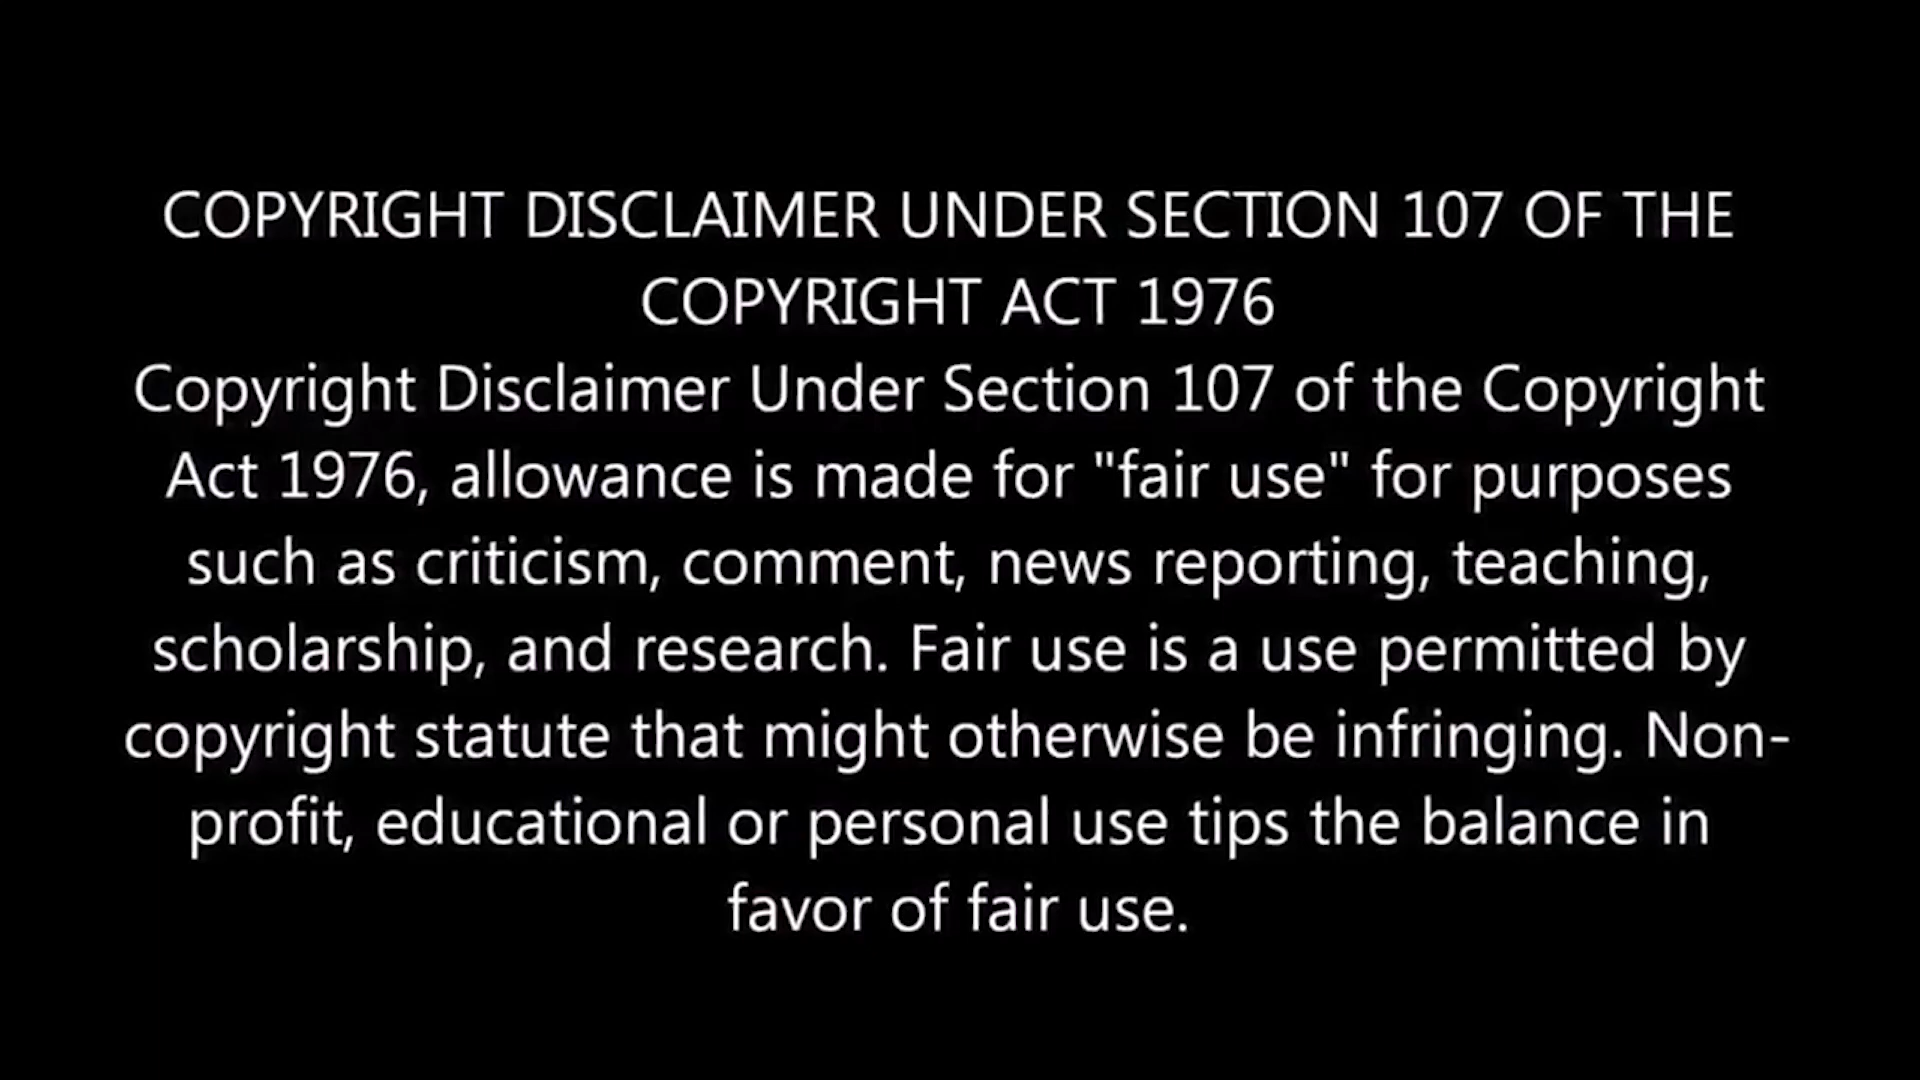 COPYRIGHT DISCLAIMER UNDER SECTION 107 OF THE
COPYRIGHT ACT 1976
Copyright Disclaimer Under Section 107 of the Copyright
Act 1976, allowance is made for "fair use" for purposes
such as criticism, comment, news reporting, teaching,
scholarship, and research. Fair use is a use permitted by
copyright statute that might otherwise be infringing. Non-
profit, educational or personal use tips the balance in
favor of fair use.